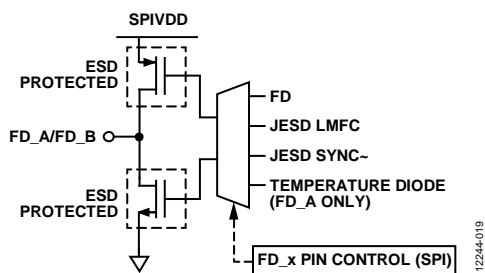 SPIVDD
ESD
PROTECTED
FD
JESD LMFC
FD_A/FD_B
JESD SYNC~
TEMPERATURE DIODE
(FD_A ONLY)
ESD
PROTECTED
FD_x PIN CONTROL (SPI)
12244-019